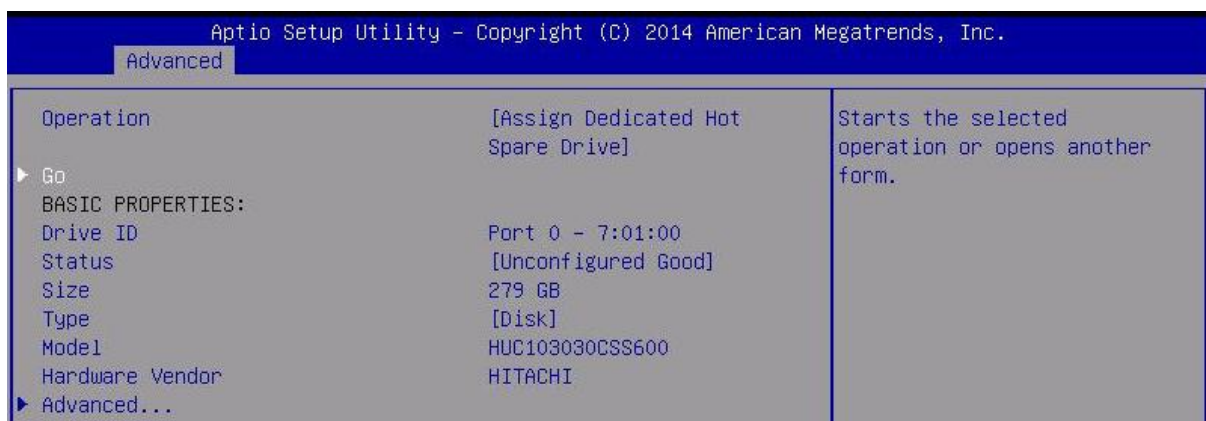 Aptio Setup Utility – Copyright (C) 2014 American Megatrends, Inc.
Advanced
Operation [Assign Dedicated Hot
Spare Drive]
Go
BASIC PROPERTIES:
Drive ID Port 0 – 7:01:00
Status [Unconfigured Good]
Size 279 GB
Type [Disk]
Model HUC103030CSS600
Hardware Vendor HITACHI
Advanced...
Starts the selected
operation or opens another
form.